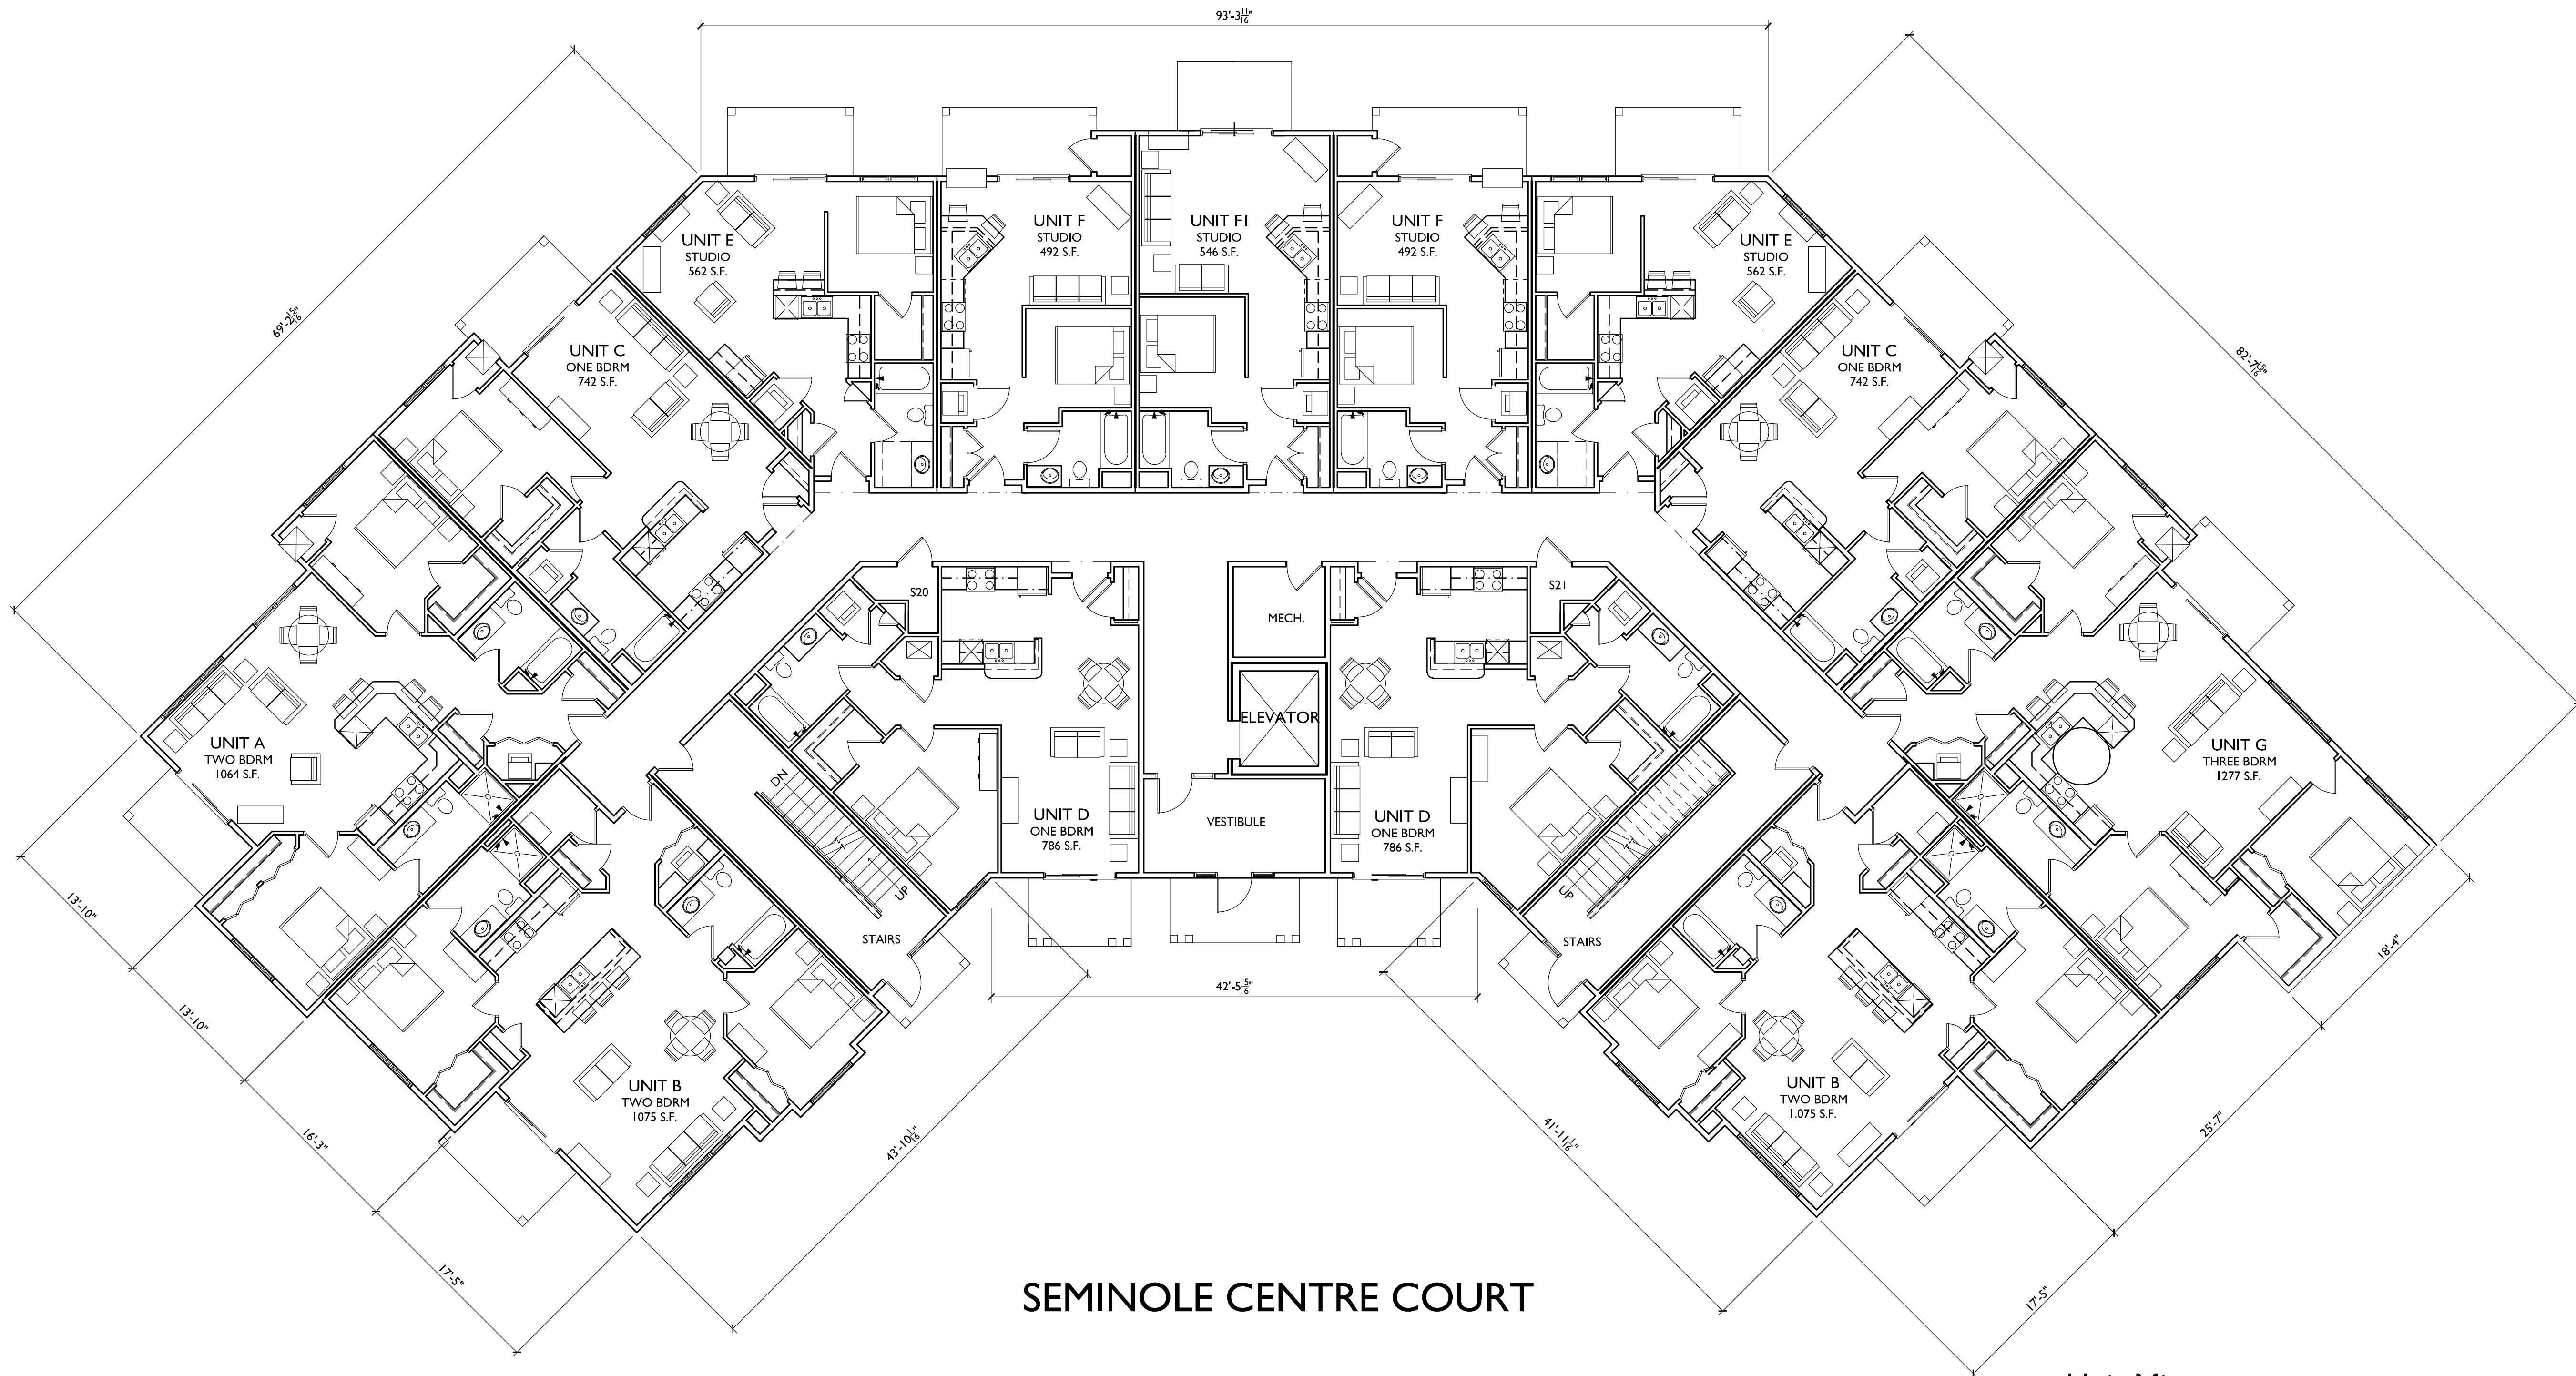 93'-3 11/16"
69'-2 15/16"
82'-7 15/16"
UNIT E
STUDIO
562 S.F.
UNIT F
STUDIO
492 S.F.
UNIT F1
STUDIO
546 S.F.
UNIT F
STUDIO
492 S.F.
UNIT E
STUDIO
562 S.F.
UNIT C
ONE BDRM
742 S.F.
UNIT C
ONE BDRM
742 S.F.
S20
MECH.
S21
ELEVATOR
UNIT A
TWO BDRM
1064 S.F.
DN
UP
UNIT D
ONE BDRM
786 S.F.
VESTIBULE
UNIT D
ONE BDRM
786 S.F.
UP
UNIT G
THREE BDRM
1277 S.F.
STAIRS
STAIRS
13'-10"
13'-10"
16'-3"
17'-5"
43'-10 1/16"
42'-5 15/16"
41'-11 1/16"
18'-4"
25'-7"
17'-5"
UNIT B
TWO BDRM
1075 S.F.
UNIT B
TWO BDRM
1.075 S.F.
SEMINOLE CENTRE COURT